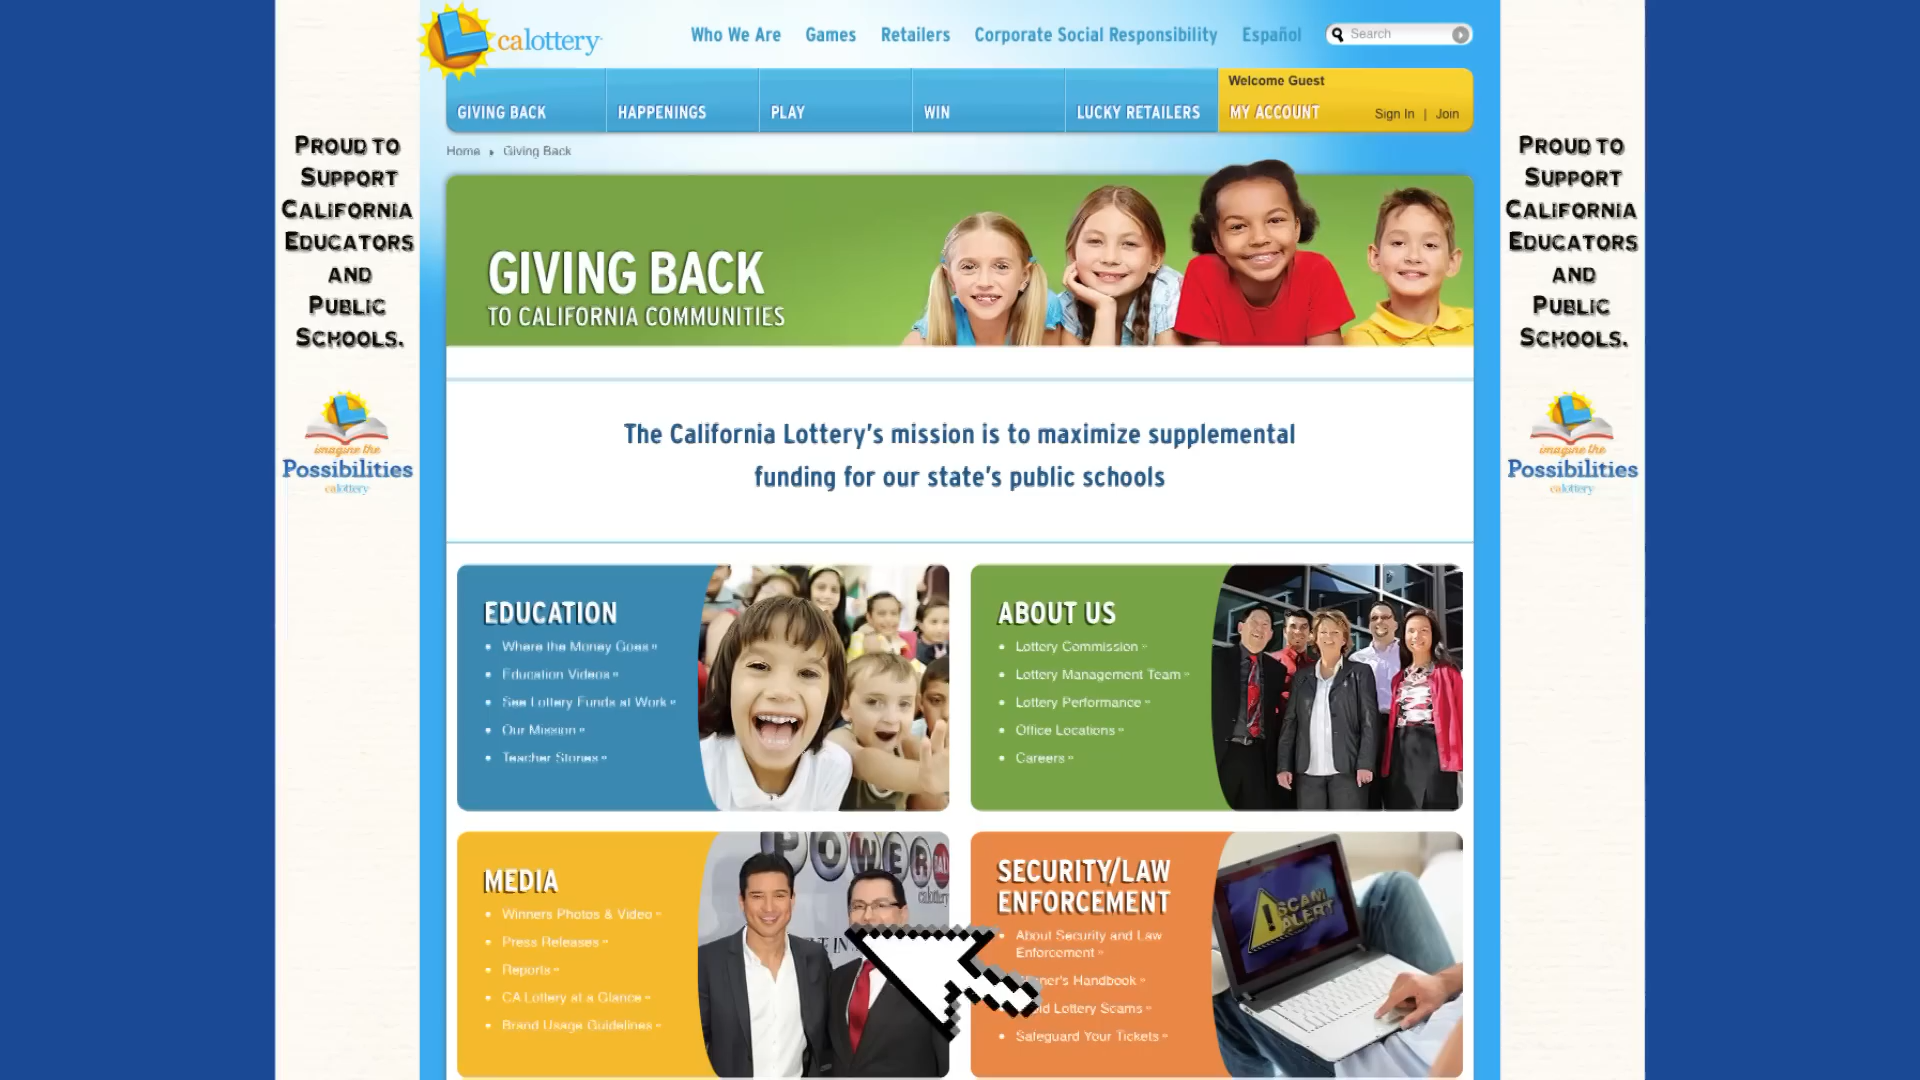 calottery
Who We Are
Games
Retailers
Corporate Social Responsibility
Español
Search
GIVING BACK
HAPPENINGS
PLAY
WIN
LUCKY RETAILERS
Welcome Guest
MY ACCOUNT
Sign In | Join
Home
Giving Back
PROUD TO
SUPPORT
CALIFORNIA
EDUCATORS
AND
PUBLIC
SCHOOLS.
imagine the
Possibilities
calottery
GIVING BACK
TO CALIFORNIA COMMUNITIES
The California Lottery's mission is to maximize supplemental
funding for our state's public schools
EDUCATION
Where the Money Goes »
Education Videos »
See Lottery Funds at Work »
Our Mission »
Teacher Stories »
ABOUT US
Lottery Commission »
Lottery Management Team »
Lottery Performance »
Office Locations »
Careers »
MEDIA
Winners Photos & Video »
Press Releases »
Reports »
CA Lottery at a Glance »
Brand Usage Guidelines »
POWER
calottery
SECURITY/LAW
ENFORCEMENT
About Security and Law
Enforcement »
Handbook »
Lottery Scams »
Safeguard Your Tickets »
SCAM
ALERT
PROUD TO
SUPPORT
CALIFORNIA
EDUCATORS
AND
PUBLIC
SCHOOLS.
imagine the
Possibilities
calottery